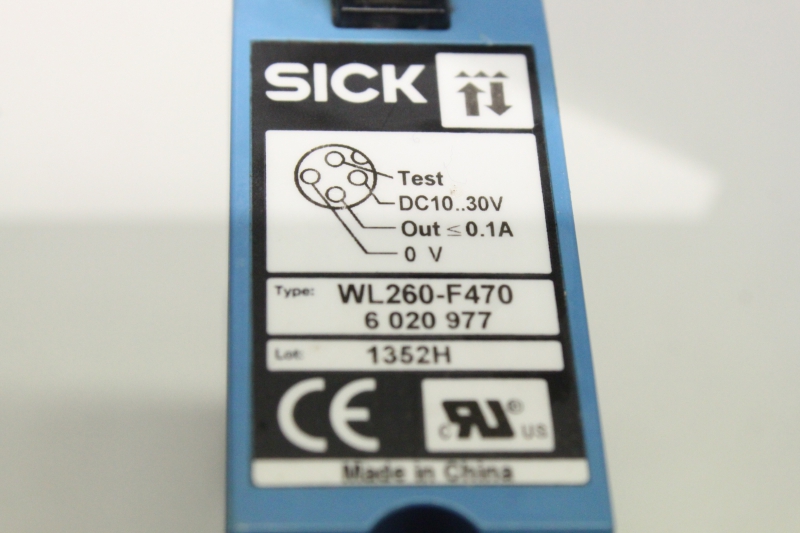 SICK
Test
DC10..30V
Out ≤ 0.1A
0 V
Type: WL260-F470
6 020 977
Lot: 1352H
CE
c RU ® US
Made in China